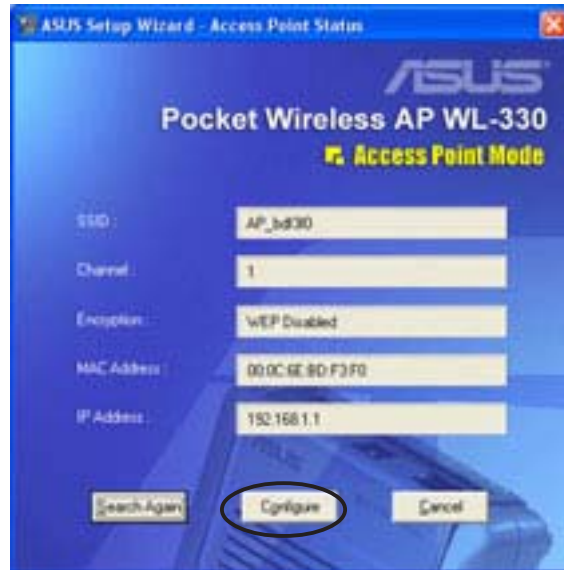 ASUS Setup Wizard - Access Point Status
ASUS
Pocket Wireless AP WL-330
Access Point Mode
SSID :
Channel :
1
Encryption :
WEP Disabled
MAC Address :
00:0C:6E:BD:F3:F0
IP Address :
192.168.1.1
Search Again
Configure
Cancel